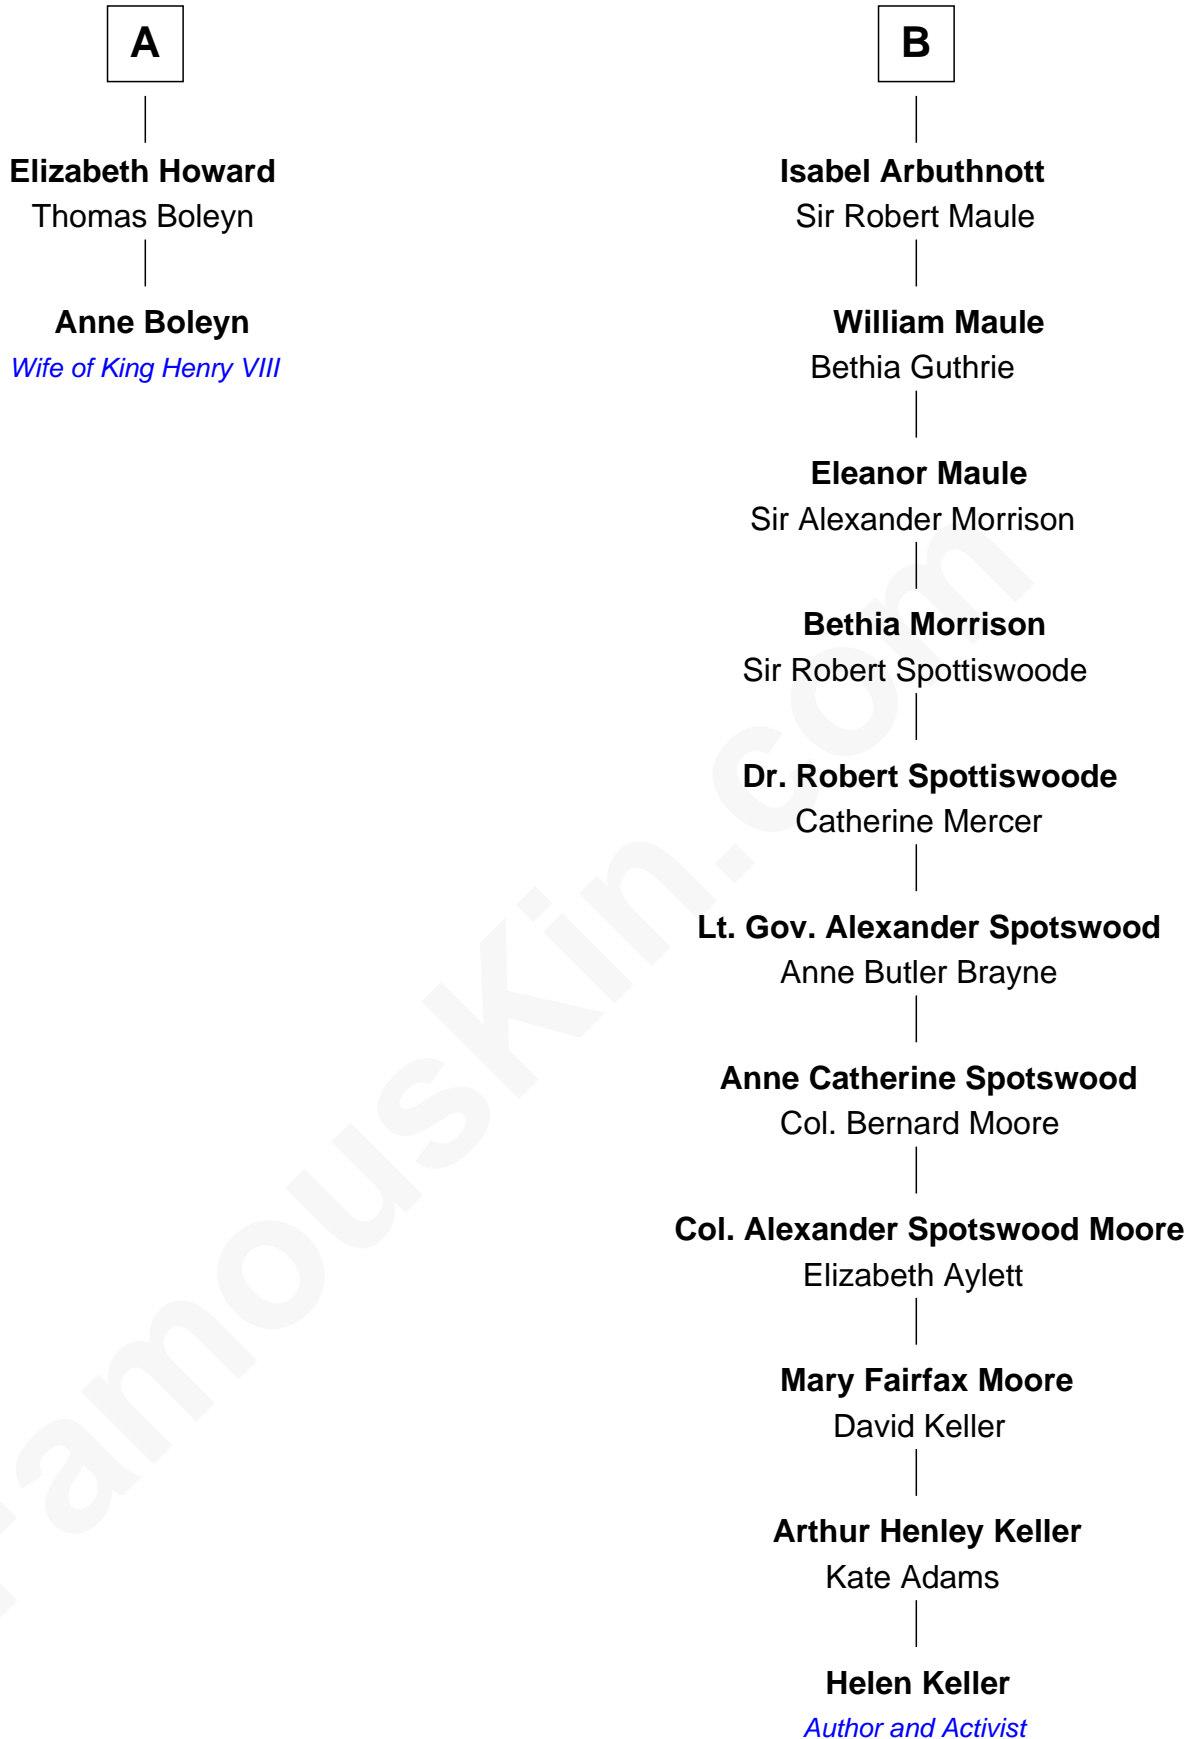 A
Elizabeth Howard
Thomas Boleyn
Anne Boleyn
Wife of King Henry VIII
B
Isabel Arbuthnott
Sir Robert Maule
William Maule
Bethia Guthrie
Eleanor Maule
Sir Alexander Morrison
Bethia Morrison
Sir Robert Spottiswoode
Dr. Robert Spottiswoode
Catherine Mercer
Lt. Gov. Alexander Spotswood
Anne Butler Brayne
Anne Catherine Spotswood
Col. Bernard Moore
Col. Alexander Spotswood Moore
Elizabeth Aylett
Mary Fairfax Moore
David Keller
Arthur Henley Keller
Kate Adams
Helen Keller
Author and Activist
FamousKin.com